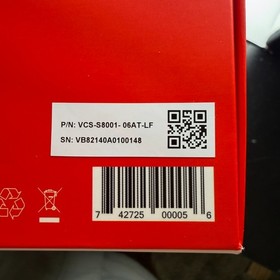 P/N: VCS-S8001- 06AT-LF
SN: VB82140A0100148
7 42725 00005 6